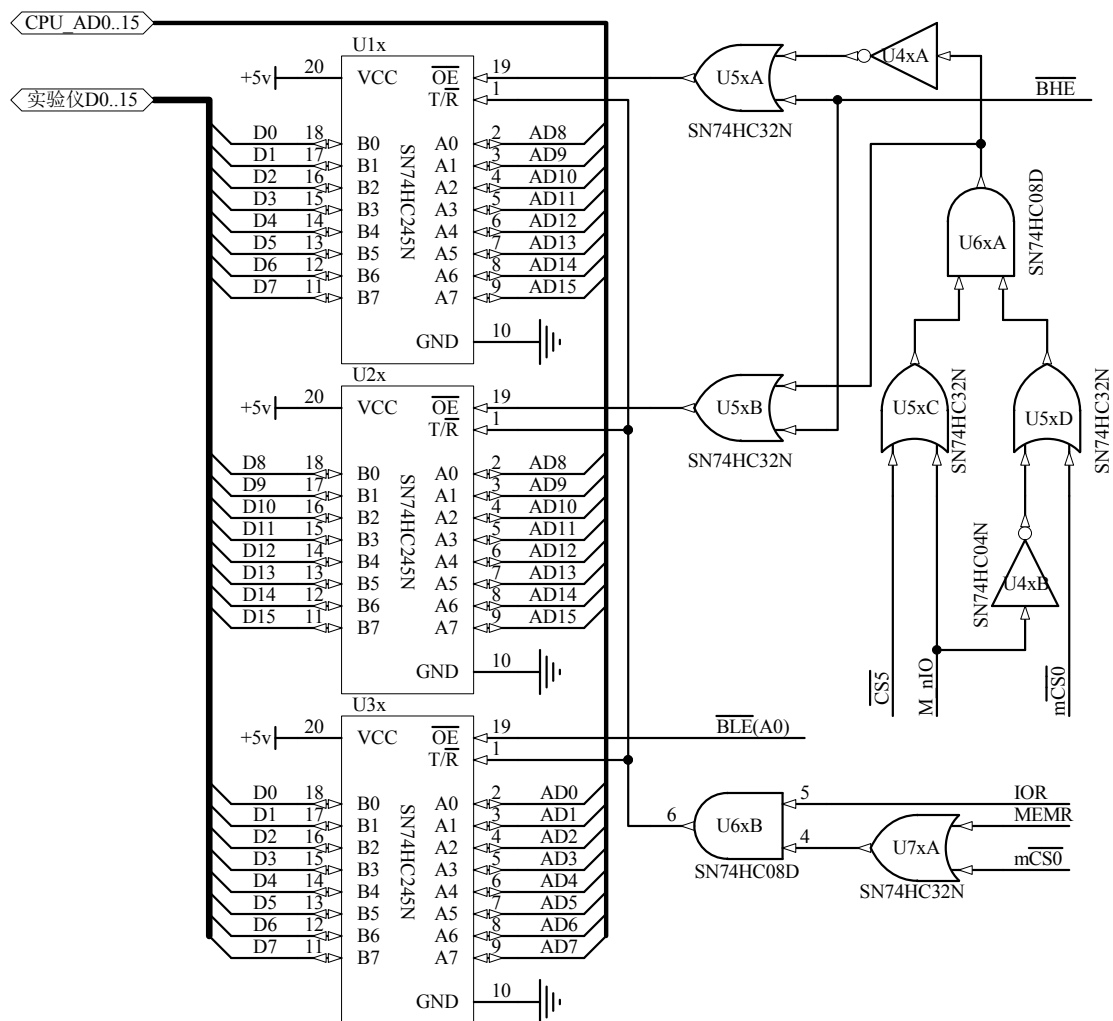 CPU_AD0..15
实验仪D0..15
U1x
+5v 20 VCC OE 19
T/R 1
D0 18 B0 A0 2 AD8
D1 17 B1 A1 3 AD9
D2 16 B2 A2 4 AD10
D3 15 B3 A3 5 AD11
D4 14 B4 A4 6 AD12
D5 13 B5 A5 7 AD13
D6 12 B6 A6 8 AD14
D7 11 B7 A7 9 AD15
SN74HC245N
GND 10
U2x
+5v 20 VCC OE 19
T/R 1
D8 18 B0 A0 2 AD8
D9 17 B1 A1 3 AD9
D10 16 B2 A2 4 AD10
D11 15 B3 A3 5 AD11
D12 14 B4 A4 6 AD12
D13 13 B5 A5 7 AD13
D14 12 B6 A6 8 AD14
D15 11 B7 A7 9 AD15
SN74HC245N
GND 10
U3x
+5v 20 VCC OE 19
T/R 1
D0 18 B0 A0 2 AD0
D1 17 B1 A1 3 AD1
D2 16 B2 A2 4 AD2
D3 15 B3 A3 5 AD3
D4 14 B4 A4 6 AD4
D5 13 B5 A5 7 AD5
D6 12 B6 A6 8 AD6
D7 11 B7 A7 9 AD7
SN74HC245N
GND 10
U5xA
SN74HC32N
U4xA
BHE
U6xA
SN74HC08D
U5xB
SN74HC32N
U5xC
SN74HC32N
U5xD
SN74HC32N
U4xB
SN74HC04N
CS5
M_nIO
mCS0
BLE(A0)
6
U6xB
SN74HC08D
5
4
U7xA
SN74HC32N
IOR
MEMR
mCS0